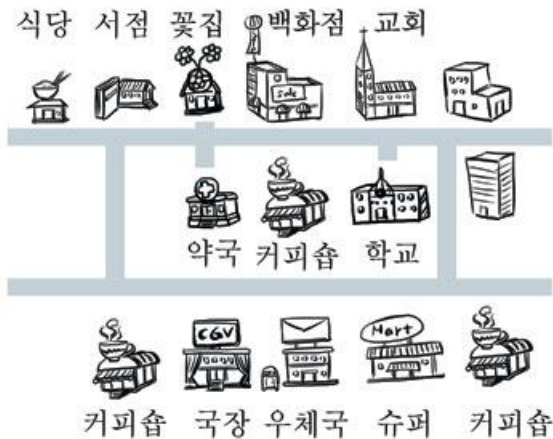 식당 서점 꽃집 백화점 교회
Sale
약국 커피숍 학교
CGV
Mart
커피숍 국장 우체국 슈퍼 커피숍